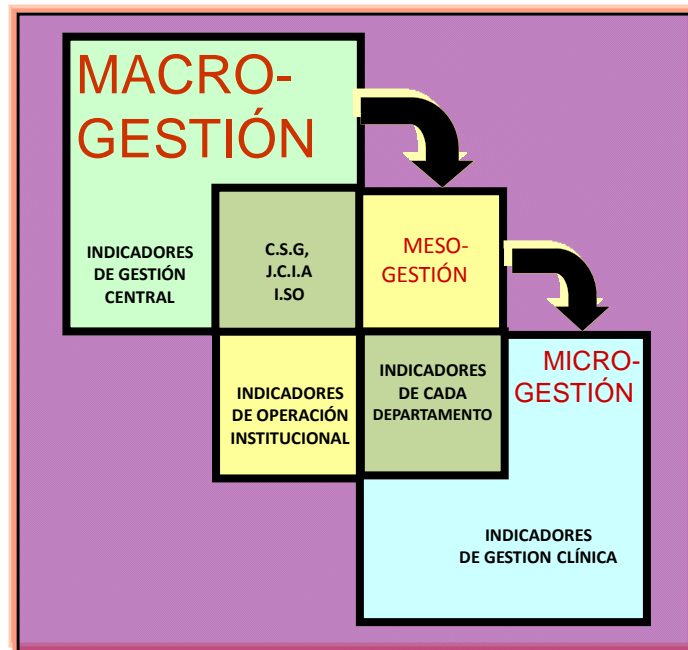 MACRO-
GESTIÓN
INDICADORES
DE GESTIÓN
CENTRAL
C.S.G,
J.C.I.A
I.SO
MESO-
GESTIÓN
INDICADORES
DE OPERACIÓN
INSTITUCIONAL
INDICADORES
DE CADA
DEPARTAMENTO
MICRO-
GESTIÓN
INDICADORES
DE GESTION CLÍNICA